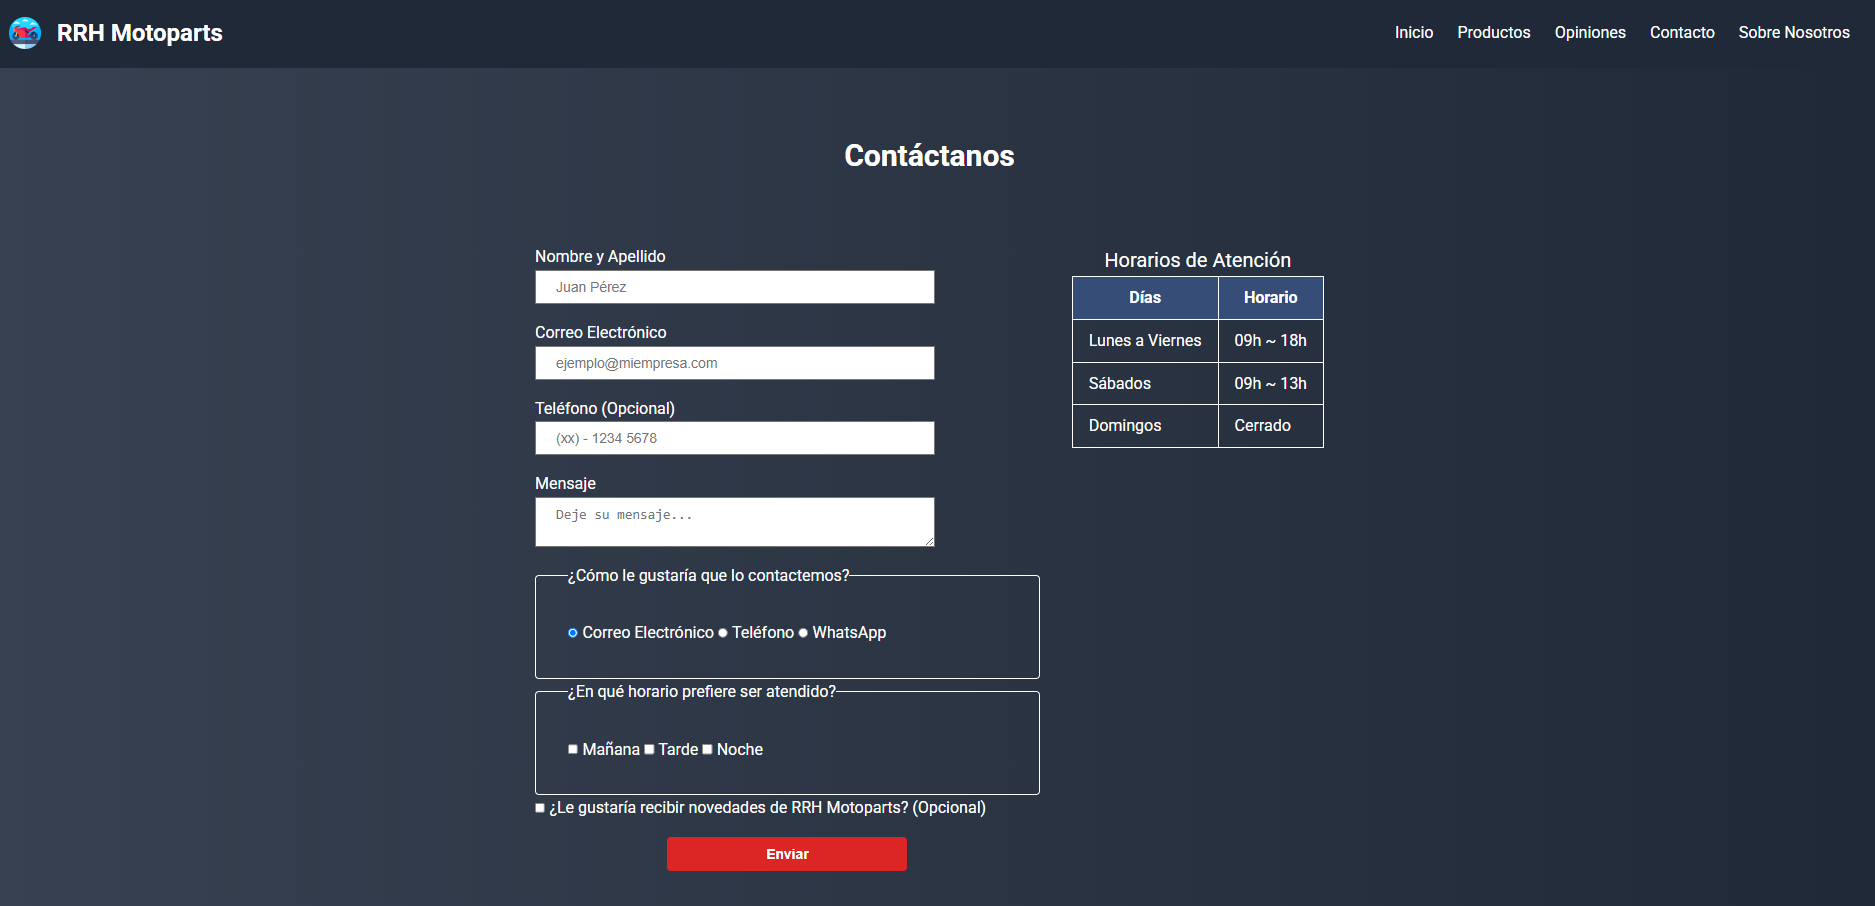 RRH Motoparts
Inicio Productos Opiniones Contacto Sobre Nosotros
Contáctanos
Nombre y Apellido
Juan Pérez
Correo Electrónico
ejemplo@miempresa.com
Teléfono (Opcional)
(xx) - 1234 5678
Mensaje
Deje su mensaje...
¿Cómo le gustaría que lo contactemos?
Correo Electrónico Teléfono WhatsApp
¿En qué horario prefiere ser atendido?
Mañana Tarde Noche
¿Le gustaría recibir novedades de RRH Motoparts? (Opcional)
Enviar
Horarios de Atención
Días Horario
Lunes a Viernes 09h ~ 18h
Sábados 09h ~ 13h
Domingos Cerrado